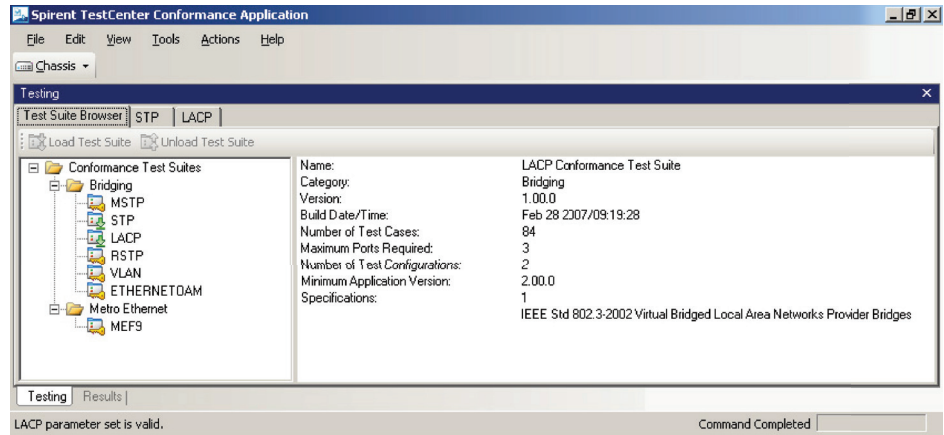 Spirent TestCenter Conformance Application
File Edit View Tools Actions Help
Chassis
Testing
Test Suite Browser STP LACP
Load Test Suite Unload Test Suite
Conformance Test Suites
Bridging
MSTP
STP
LACP
RSTP
VLAN
ETHERNETOAM
Metro Ethernet
MEF9
Name: LACP Conformance Test Suite
Category: Bridging
Version: 1.00.0
Build Date/Time: Feb 28 2007/09:19:28
Number of Test Cases: 84
Maximum Ports Required: 3
Number of Test Configurations: 2
Minimum Application Version: 2.00.0
Specifications: 1
IEEE Std 802.3-2002 Virtual Bridged Local Area Networks Provider Bridges
Testing Results
LACP parameter set is valid. Command Completed